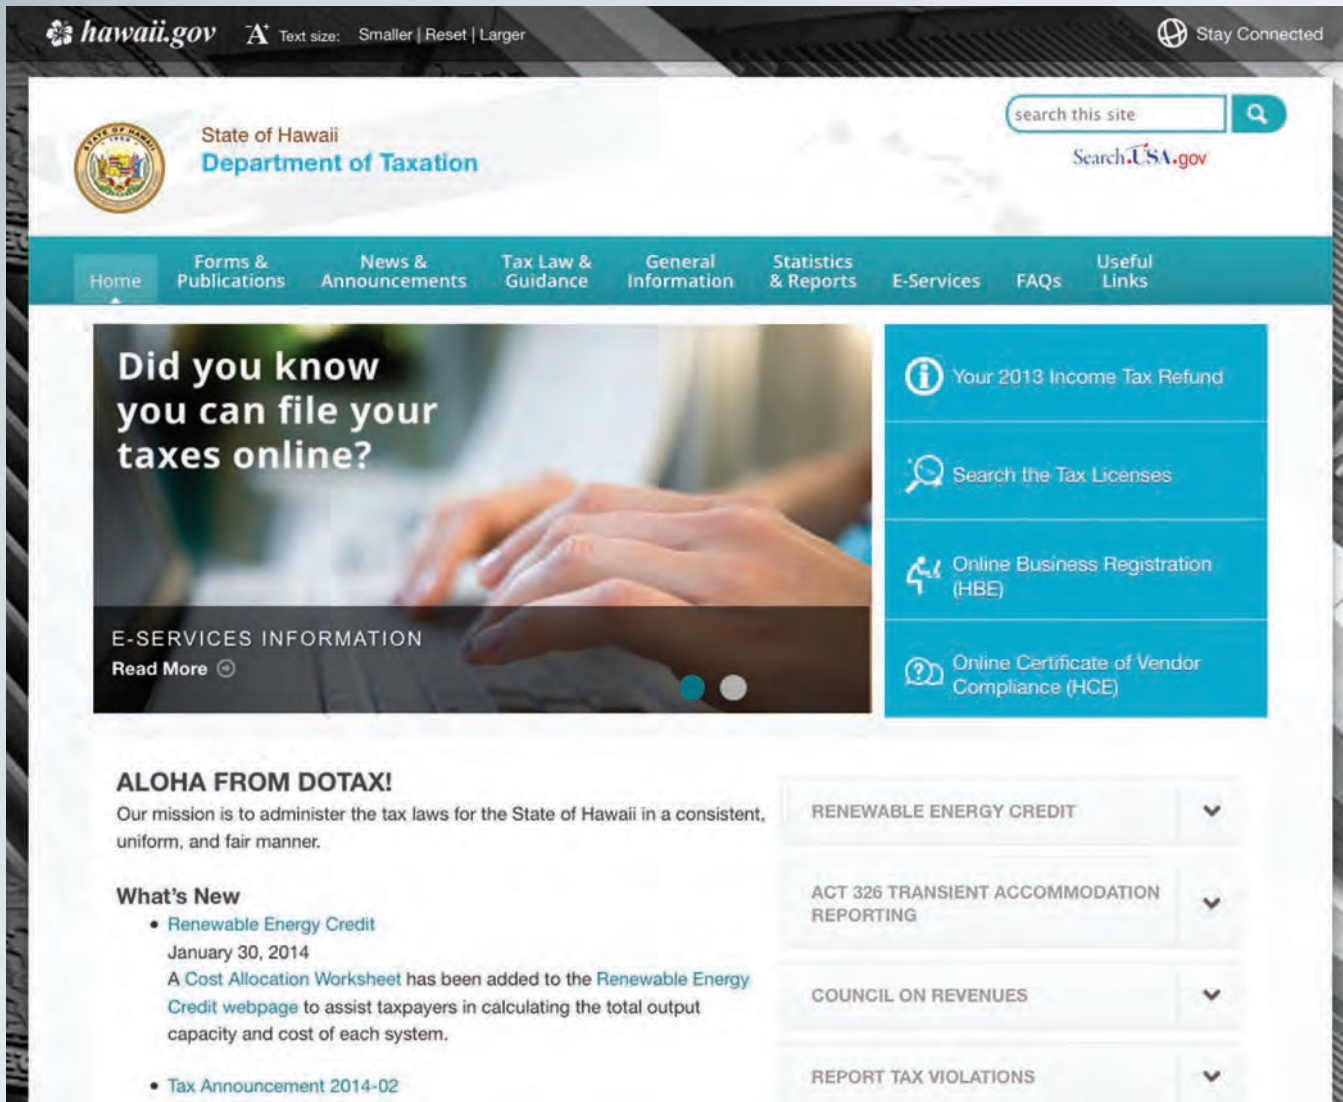 hawaii.gov
A Text size: Smaller | Reset | Larger
Stay Connected
STATE OF HAWAII
1959
State of Hawaii
Department of Taxation
search this site
Search.USA.gov
Home
Forms &
Publications
News &
Announcements
Tax Law &
Guidance
General
Information
Statistics
& Reports
E-Services
FAQs
Useful
Links
Did you know
you can file your
taxes online?
E-SERVICES INFORMATION
Read More
Your 2013 Income Tax Refund
Search the Tax Licenses
Online Business Registration
(HBE)
Online Certificate of Vendor
Compliance (HCE)
ALOHA FROM DOTAX!
Our mission is to administer the tax laws for the State of Hawaii in a consistent,
uniform, and fair manner.
What's New
• Renewable Energy Credit
January 30, 2014
A Cost Allocation Worksheet has been added to the Renewable Energy
Credit webpage to assist taxpayers in calculating the total output
capacity and cost of each system.
• Tax Announcement 2014-02
RENEWABLE ENERGY CREDIT
ACT 326 TRANSIENT ACCOMMODATION
REPORTING
COUNCIL ON REVENUES
REPORT TAX VIOLATIONS